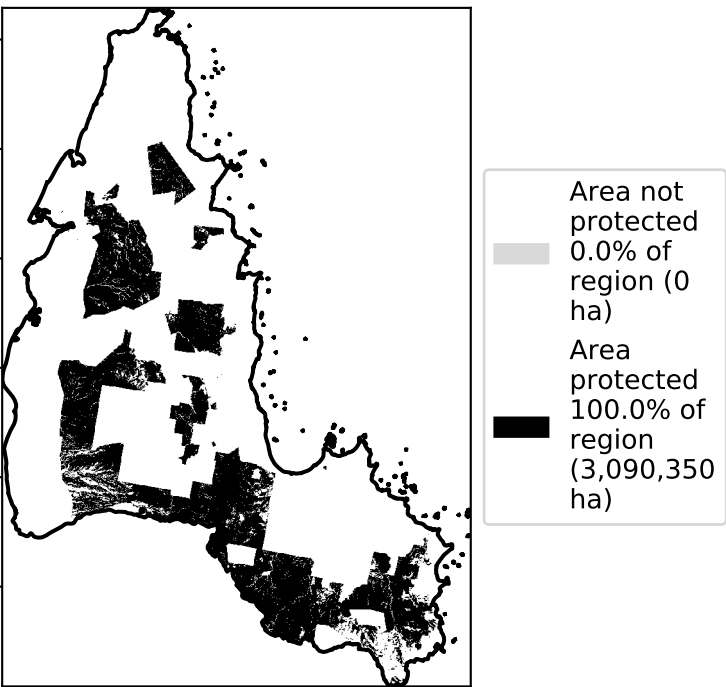 Area not
protected
0.0% of
region (0
ha)
Area
protected
100.0% of
region
(3,090,350
ha)